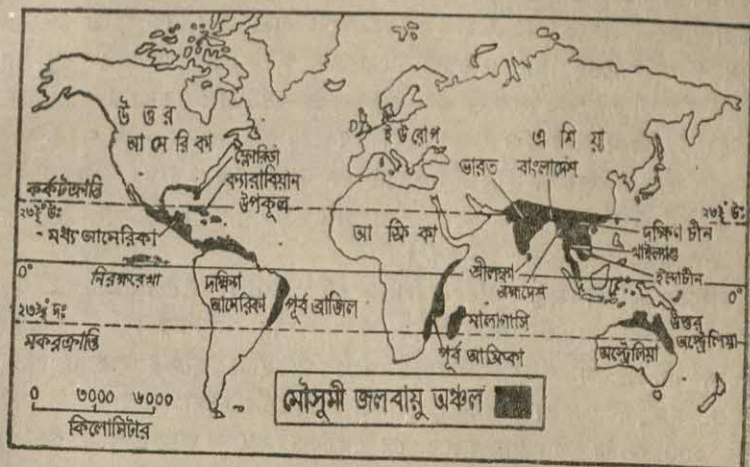 উত্তর
আমেরিকা
ফ্লোরিডা
ক্যারাবিয়ান
উপকূল
কর্কটক্রান্তি
২৩½° উঃ
মধ্য আমেরিকা
0°
নিরক্ষরেখা
২৩½° দঃ
মকরক্রান্তি
দক্ষিণ
আমেরিকা
পূর্ব ব্রাজিল
ইউরোপ
এশিয়া
ভারত
বাংলাদেশ
আফ্রিকা
২৩½° উঃ
দক্ষিণ চীন
থাইল্যান্ড
ইন্দোচীন
শ্রীলঙ্কা
ব্রহ্মদেশ
0°
মালাগাসি
পূর্ব আফ্রিকা
উত্তর
অস্ট্রেলিয়া
অস্ট্রেলিয়া
0 ৩০০০ ৬০০০
কিলোমিটার
মৌসুমী জলবায়ু অঞ্চল